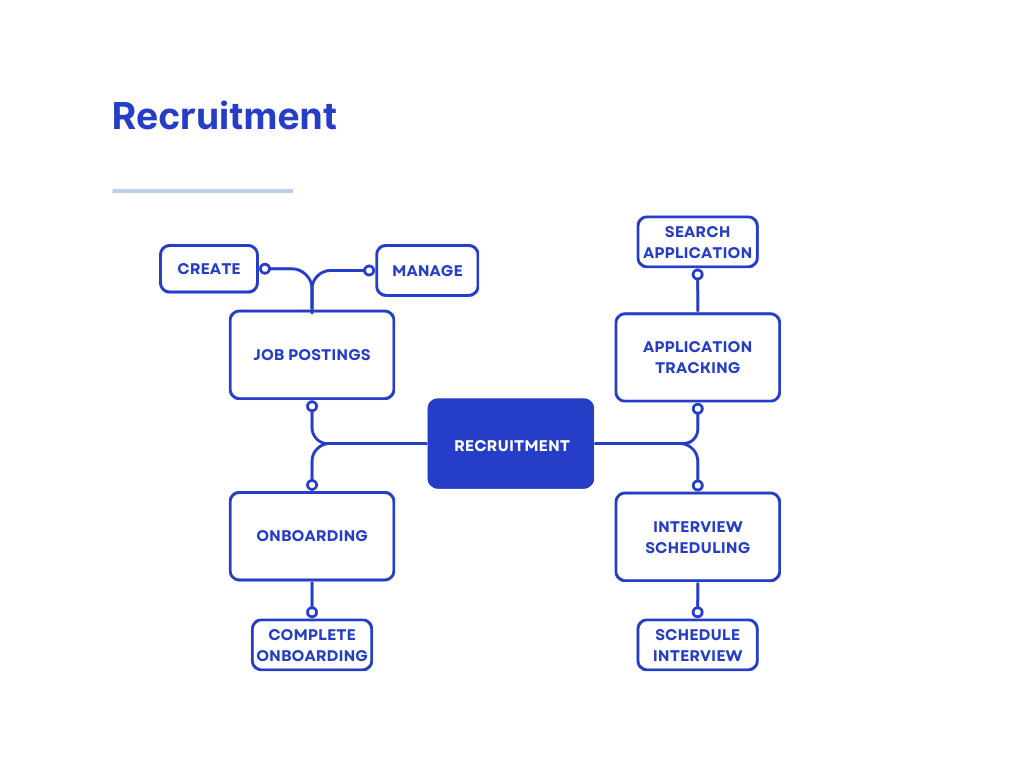 Recruitment
CREATE
MANAGE
JOB POSTINGS
SEARCH
APPLICATION
APPLICATION
TRACKING
RECRUITMENT
ONBOARDING
INTERVIEW
SCHEDULING
COMPLETE
ONBOARDING
SCHEDULE
INTERVIEW